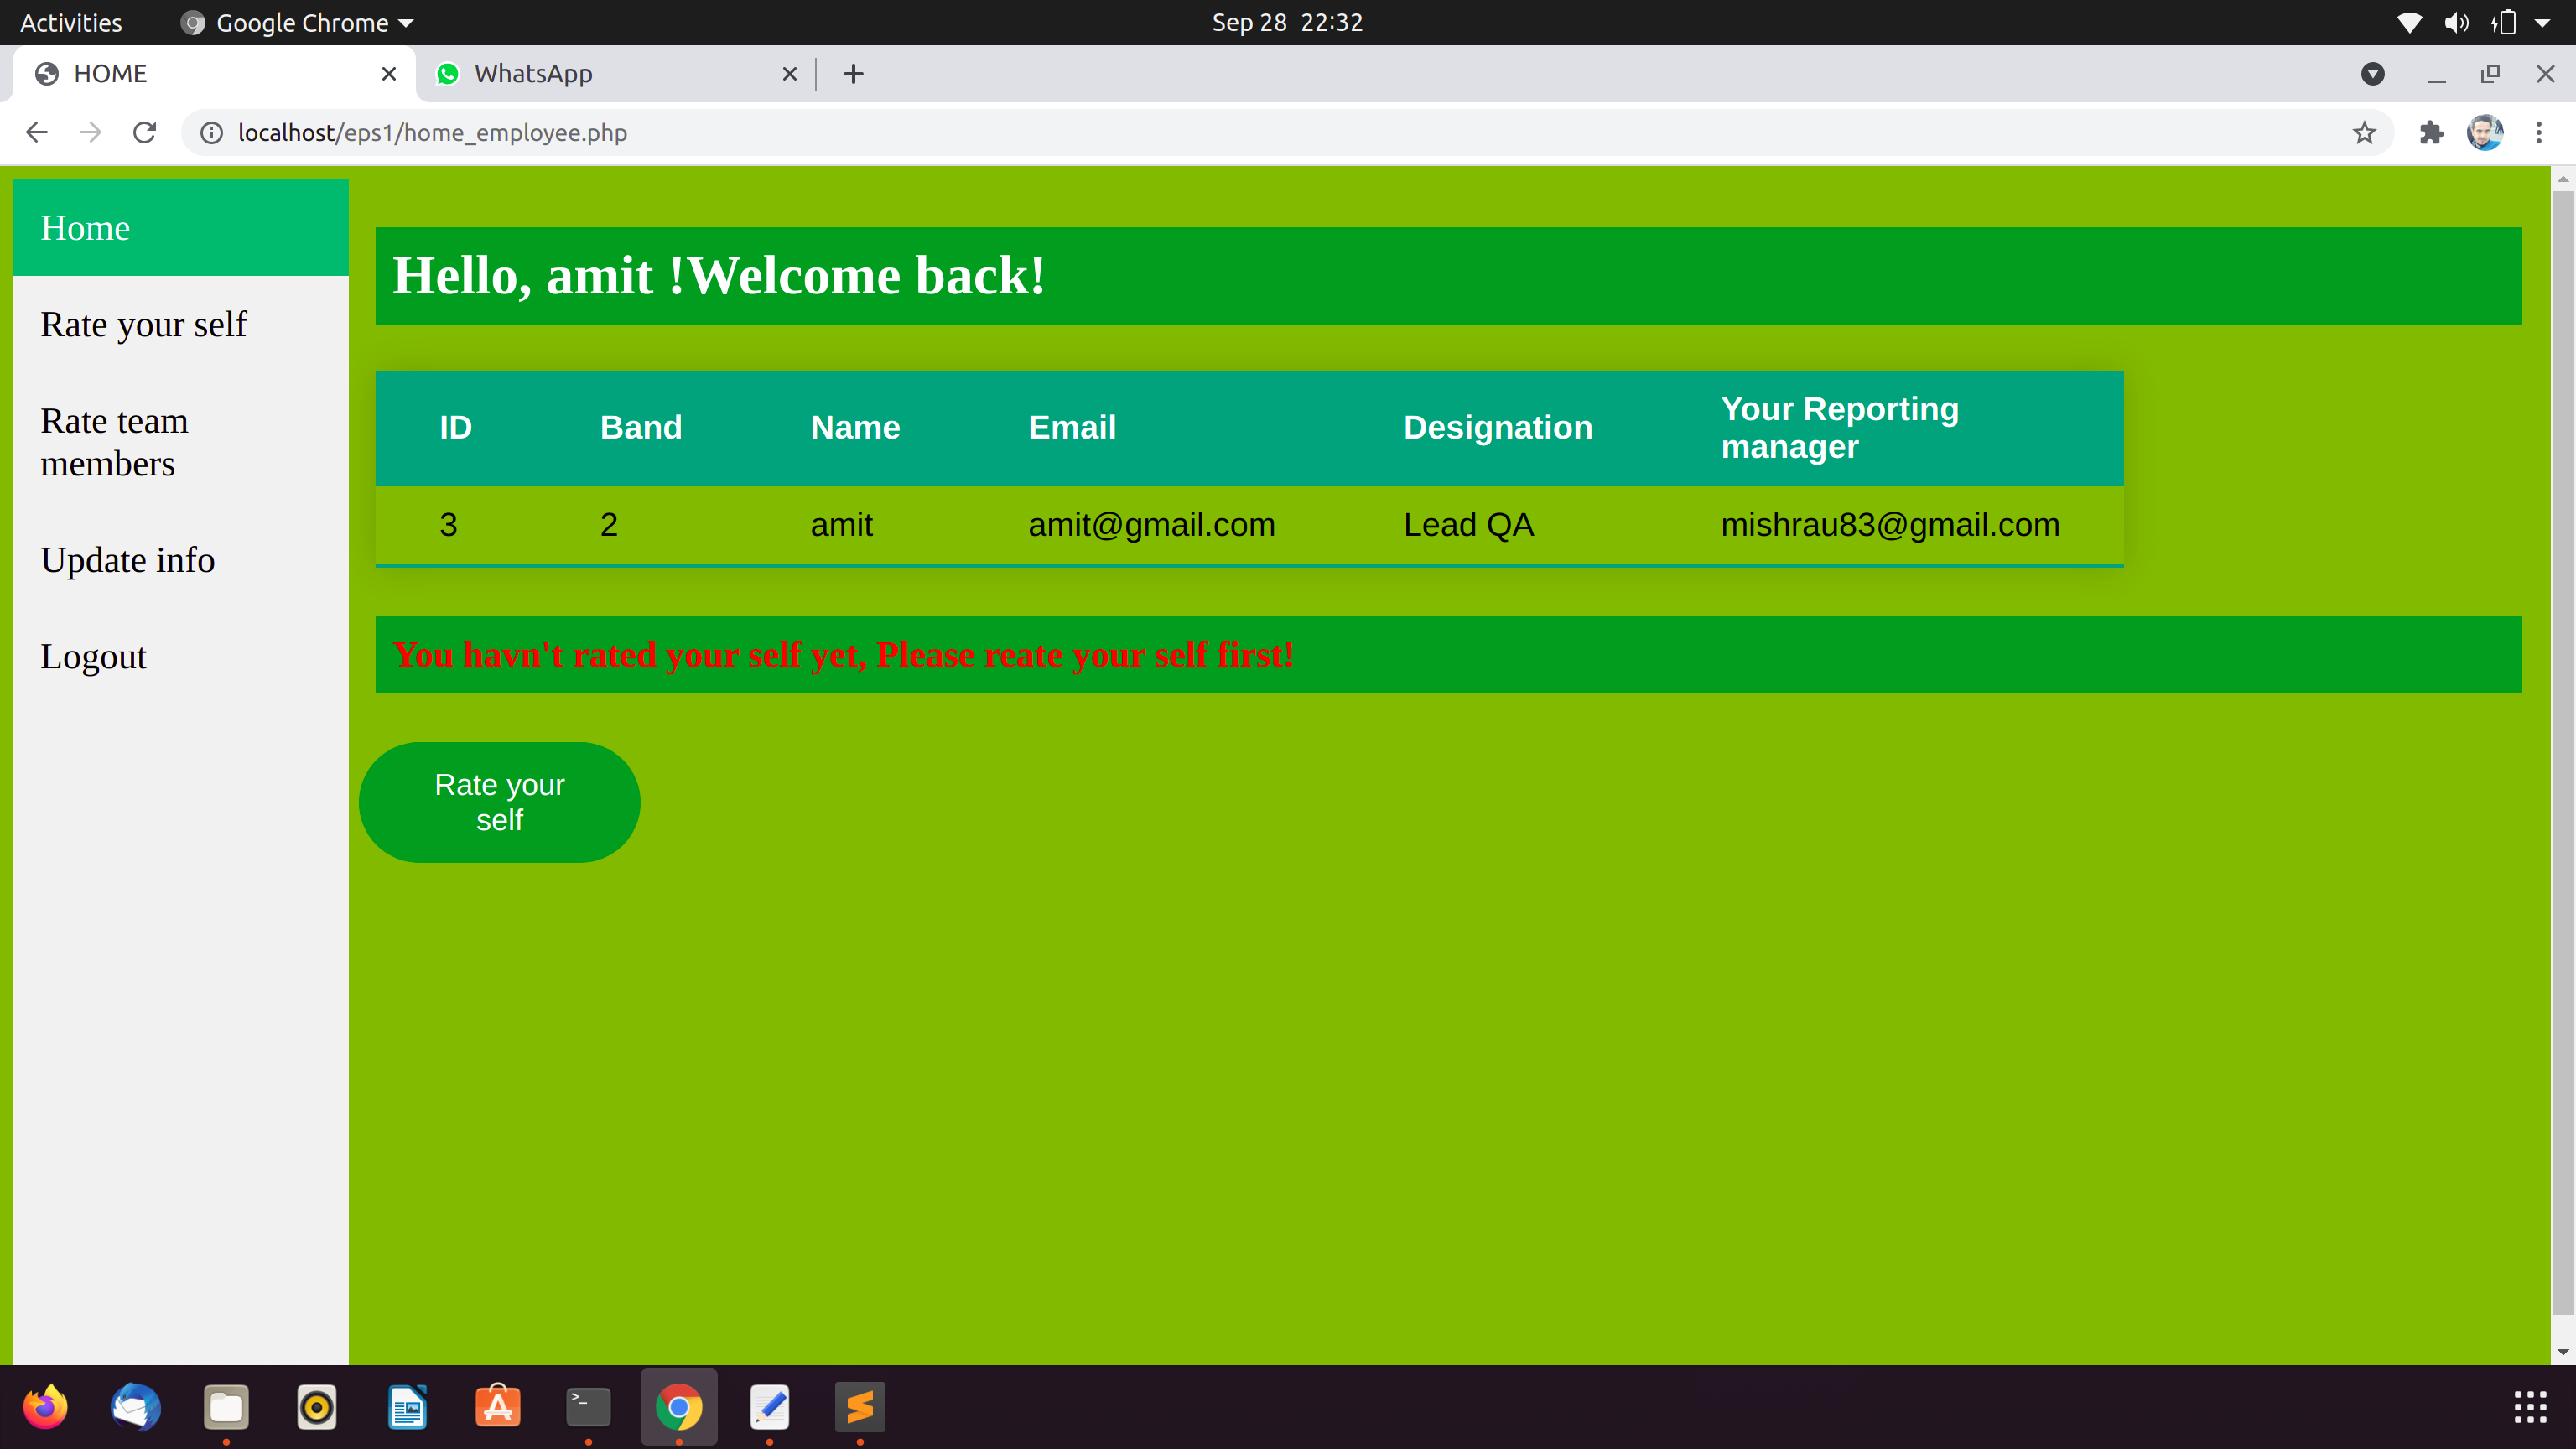 Activities
Google Chrome
Sep 28 22:32
HOME
WhatsApp
localhost/eps1/home_employee.php
Home
Rate your self
Rate team
members
Update info
Logout
Hello, amit !Welcome back!
ID Band Name Email Designation Your Reporting manager
3 2 amit amit@gmail.com Lead QA mishrau83@gmail.com
You havn't rated your self yet, Please reate your self first!
Rate your
self